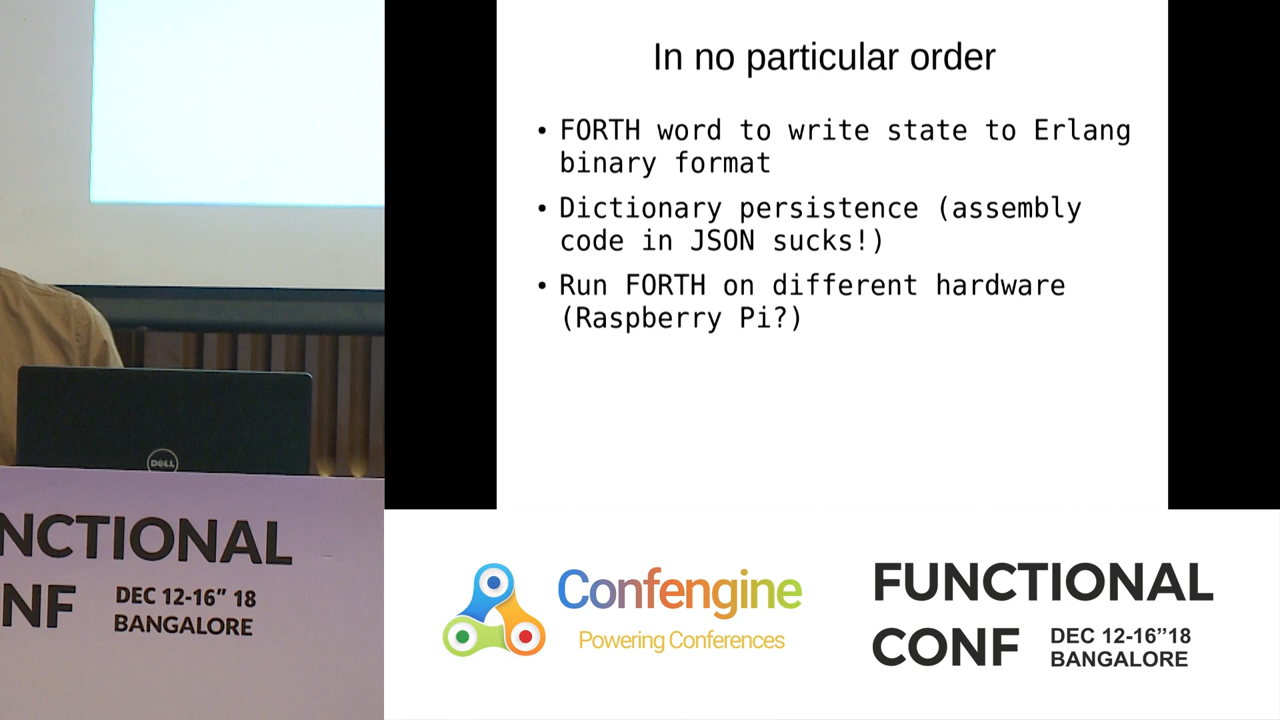 In no particular order
• FORTH word to write state to Erlang
binary format
• Dictionary persistence (assembly
code in JSON sucks!)
• Run FORTH on different hardware
(Raspberry Pi?)
DELL
NCTIONAL
NF
DEC 12-16” 18
BANGALORE
Confengine
Powering Conferences
FUNCTIONAL
CONF
DEC 12-16”18
BANGALORE